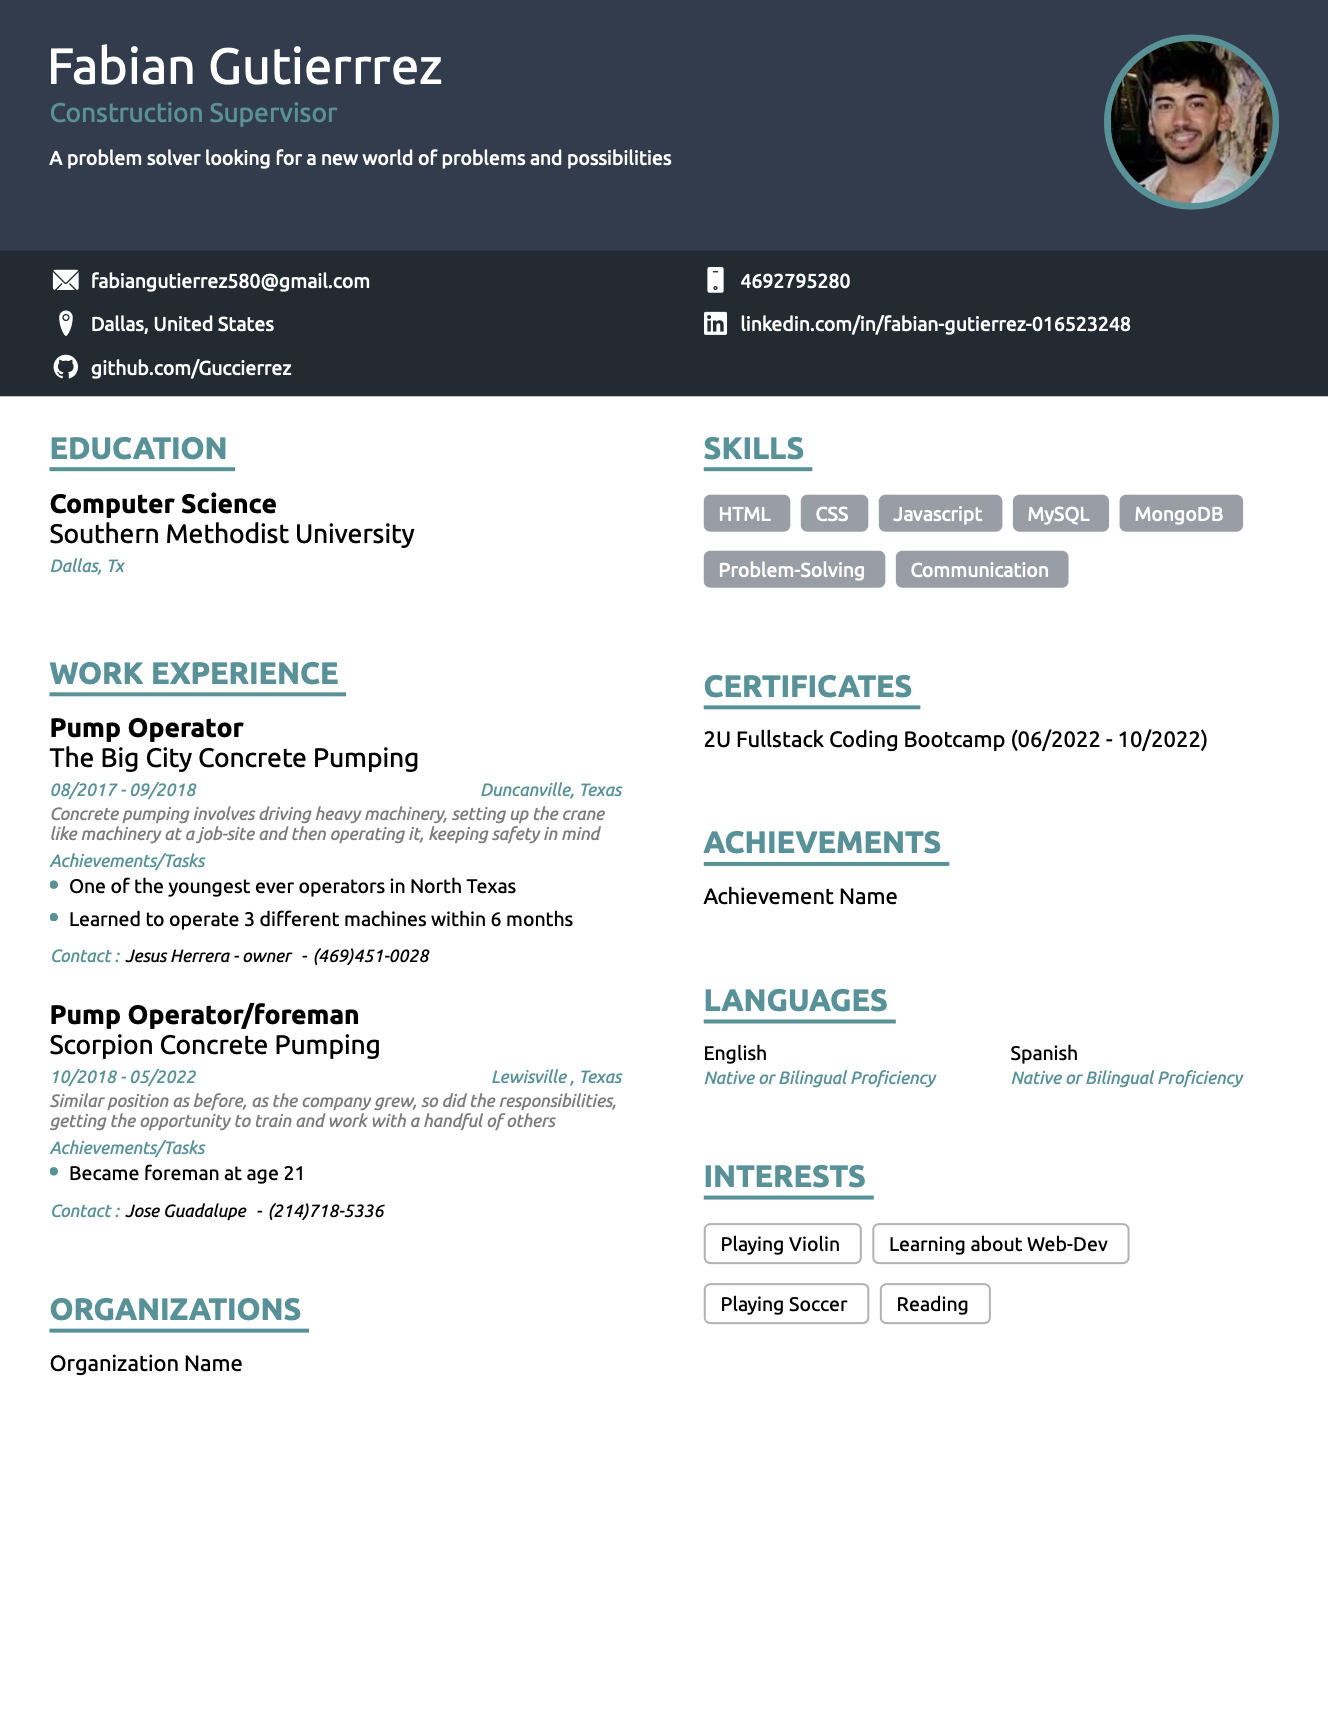 Fabian Gutierrrez
Construction Supervisor
A problem solver looking for a new world of problems and possibilities
fabiangutierrez580@gmail.com
4692795280
Dallas, United States
linkedin.com/in/fabian-gutierrez-016523248
github.com/Guccierrez
EDUCATION
Computer Science
Southern Methodist University
Dallas, Tx
WORK EXPERIENCE
Pump Operator
The Big City Concrete Pumping
08/2017 - 09/2018 Duncanville, Texas
Concrete pumping involves driving heavy machinery, setting up the crane
like machinery at a job-site and then operating it, keeping safety in mind
Achievements/Tasks
One of the youngest ever operators in North Texas
Learned to operate 3 different machines within 6 months
Contact : Jesus Herrera - owner - (469)451-0028
Pump Operator/foreman
Scorpion Concrete Pumping
10/2018 - 05/2022 Lewisville , Texas
Similar position as before, as the company grew, so did the responsibilities,
getting the opportunity to train and work with a handful of others
Achievements/Tasks
Became foreman at age 21
Contact : Jose Guadalupe - (214)718-5336
ORGANIZATIONS
Organization Name
SKILLS
HTML CSS Javascript MySQL MongoDB
Problem-Solving Communication
CERTIFICATES
2U Fullstack Coding Bootcamp (06/2022 - 10/2022)
ACHIEVEMENTS
Achievement Name
LANGUAGES
English Spanish
Native or Bilingual Proficiency Native or Bilingual Proficiency
INTERESTS
Playing Violin Learning about Web-Dev
Playing Soccer Reading